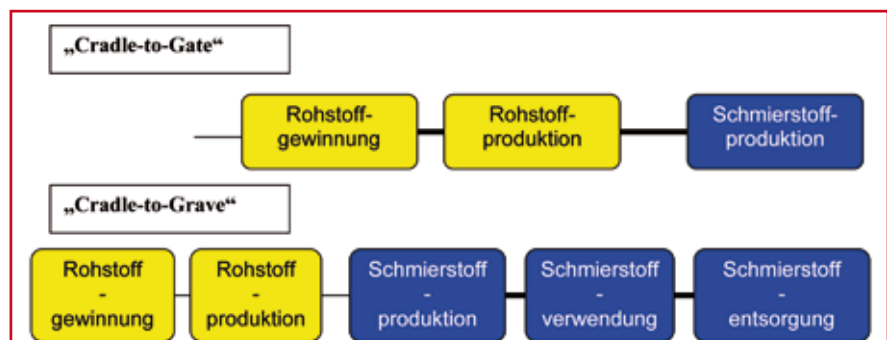 „Cradle-to-Gate“
Rohstoff-
gewinnung
Rohstoff-
produktion
Schmierstoff-
produktion
„Cradle-to-Grave“
Rohstoff
-
gewinnung
Rohstoff
-
produktion
Schmierstoff
-
produktion
Schmierstoff
-
verwendung
Schmierstoff
-
entsorgung